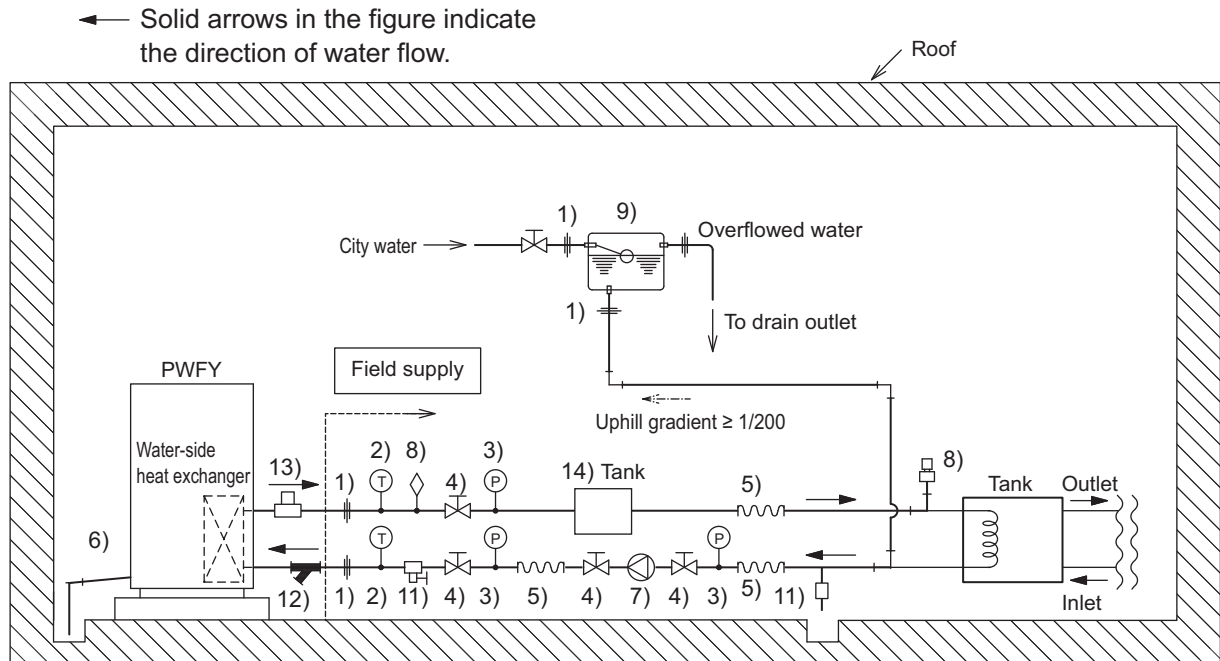 Solid arrows in the figure indicate
the direction of water flow.
Roof
1)
9)
City water
Overflowed water
1)
To drain outlet
PWFY
Field supply
Uphill gradient ≥ 1/200
Water-side
heat exchanger
13)
1)
2)
8)
4)
3)
14) Tank
5)
8)
Tank
Outlet
T
P
6)
T
P
P
12)
1)
2)
11)
4)
3)
5)
4)
7)
4)
3)
5)
11)
Inlet